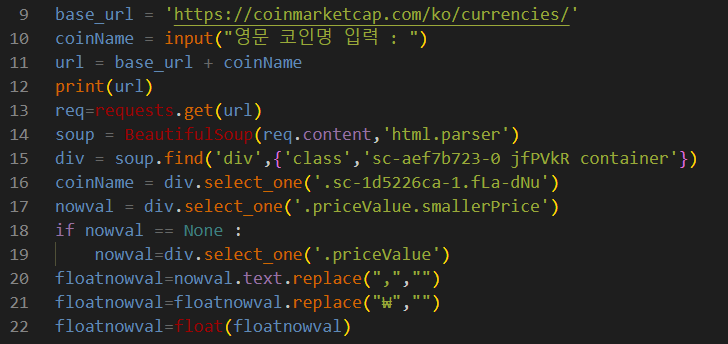 9 base_url = 'https://coinmarketcap.com/ko/currencies/'
10 coinName = input("영문 코인명 입력 : ")
11 url = base_url + coinName
12 print(url)
13 req=requests.get(url)
14 soup = BeautifulSoup(req.content,'html.parser')
15 div = soup.find('div',{'class','sc-aef7b723-0 jfPVkR container'})
16 coinName = div.select_one('.sc-1d5226ca-1.fLa-dNu')
17 nowval = div.select_one('.priceValue.smallerPrice')
18 if nowval == None :
19 nowval=div.select_one('.priceValue')
20 floatnowval=nowval.text.replace(",","")
21 floatnowval=floatnowval.replace("₩","")
22 floatnowval=float(floatnowval)